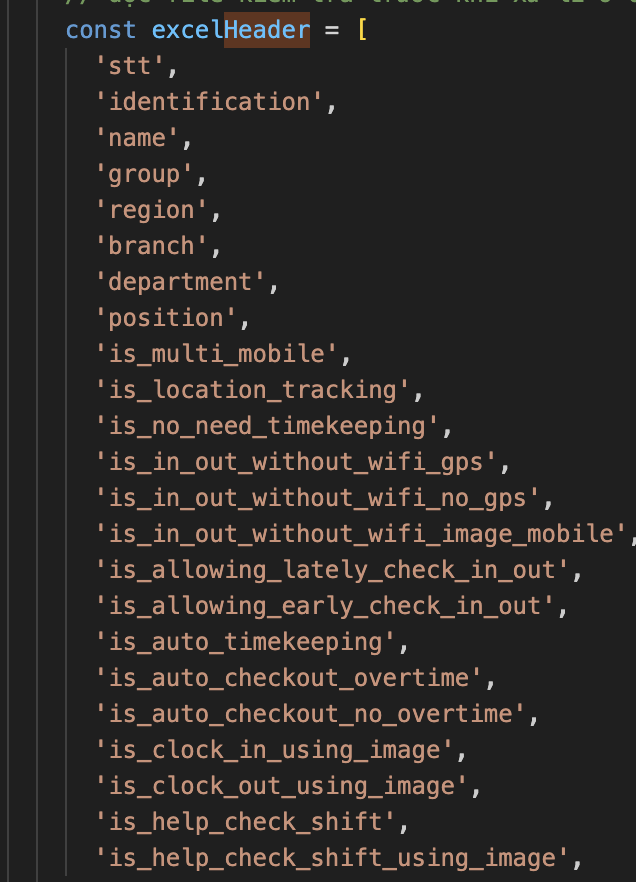 const excelHeader = [
'stt',
'identification',
'name',
'group',
'region',
'branch',
'department',
'position',
'is_multi_mobile',
'is_location_tracking',
'is_no_need_timekeeping',
'is_in_out_without_wifi_gps',
'is_in_out_without_wifi_no_gps',
'is_in_out_without_wifi_image_mobile',
'is_allowing_lately_check_in_out',
'is_allowing_early_check_in_out',
'is_auto_timekeeping',
'is_auto_checkout_overtime',
'is_auto_checkout_no_overtime',
'is_clock_in_using_image',
'is_clock_out_using_image',
'is_help_check_shift',
'is_help_check_shift_using_image',